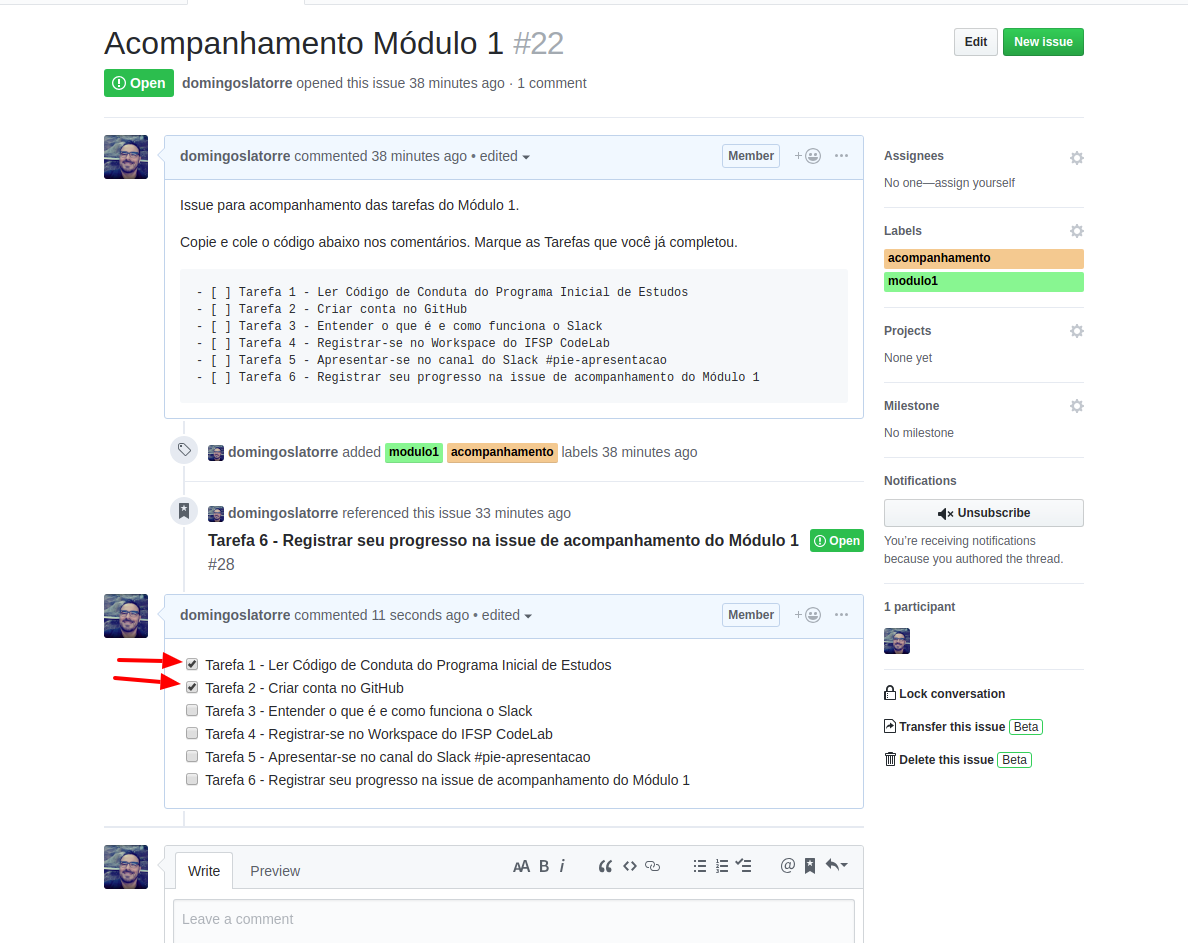 Acompanhamento Módulo 1 #22
Edit
New issue
Open
domingoslatorre opened this issue 38 minutes ago · 1 comment
domingoslatorre commented 38 minutes ago • edited
Member
Issue para acompanhamento das tarefas do Módulo 1.
Copie e cole o código abaixo nos comentários. Marque as Tarefas que você já completou.
- [ ] Tarefa 1 - Ler Código de Conduta do Programa Inicial de Estudos
- [ ] Tarefa 2 - Criar conta no GitHub
- [ ] Tarefa 3 - Entender o que é e como funciona o Slack
- [ ] Tarefa 4 - Registrar-se no Workspace do IFSP CodeLab
- [ ] Tarefa 5 - Apresentar-se no canal do Slack #pie-apresentacao
- [ ] Tarefa 6 - Registrar seu progresso na issue de acompanhamento do Módulo 1
domingoslatorre added modulo1 acompanhamento labels 38 minutes ago
domingoslatorre referenced this issue 33 minutes ago
Tarefa 6 - Registrar seu progresso na issue de acompanhamento do Módulo 1
#28
Open
domingoslatorre commented 11 seconds ago • edited
Member
Tarefa 1 - Ler Código de Conduta do Programa Inicial de Estudos
Tarefa 2 - Criar conta no GitHub
Tarefa 3 - Entender o que é e como funciona o Slack
Tarefa 4 - Registrar-se no Workspace do IFSP CodeLab
Tarefa 5 - Apresentar-se no canal do Slack #pie-apresentacao
Tarefa 6 - Registrar seu progresso na issue de acompanhamento do Módulo 1
Write
Preview
AA B i
Leave a comment
Assignees
No one—assign yourself
Labels
acompanhamento
modulo1
Projects
None yet
Milestone
No milestone
Notifications
Unsubscribe
You're receiving notifications
because you authored the thread.
1 participant
Lock conversation
Transfer this issue Beta
Delete this issue Beta